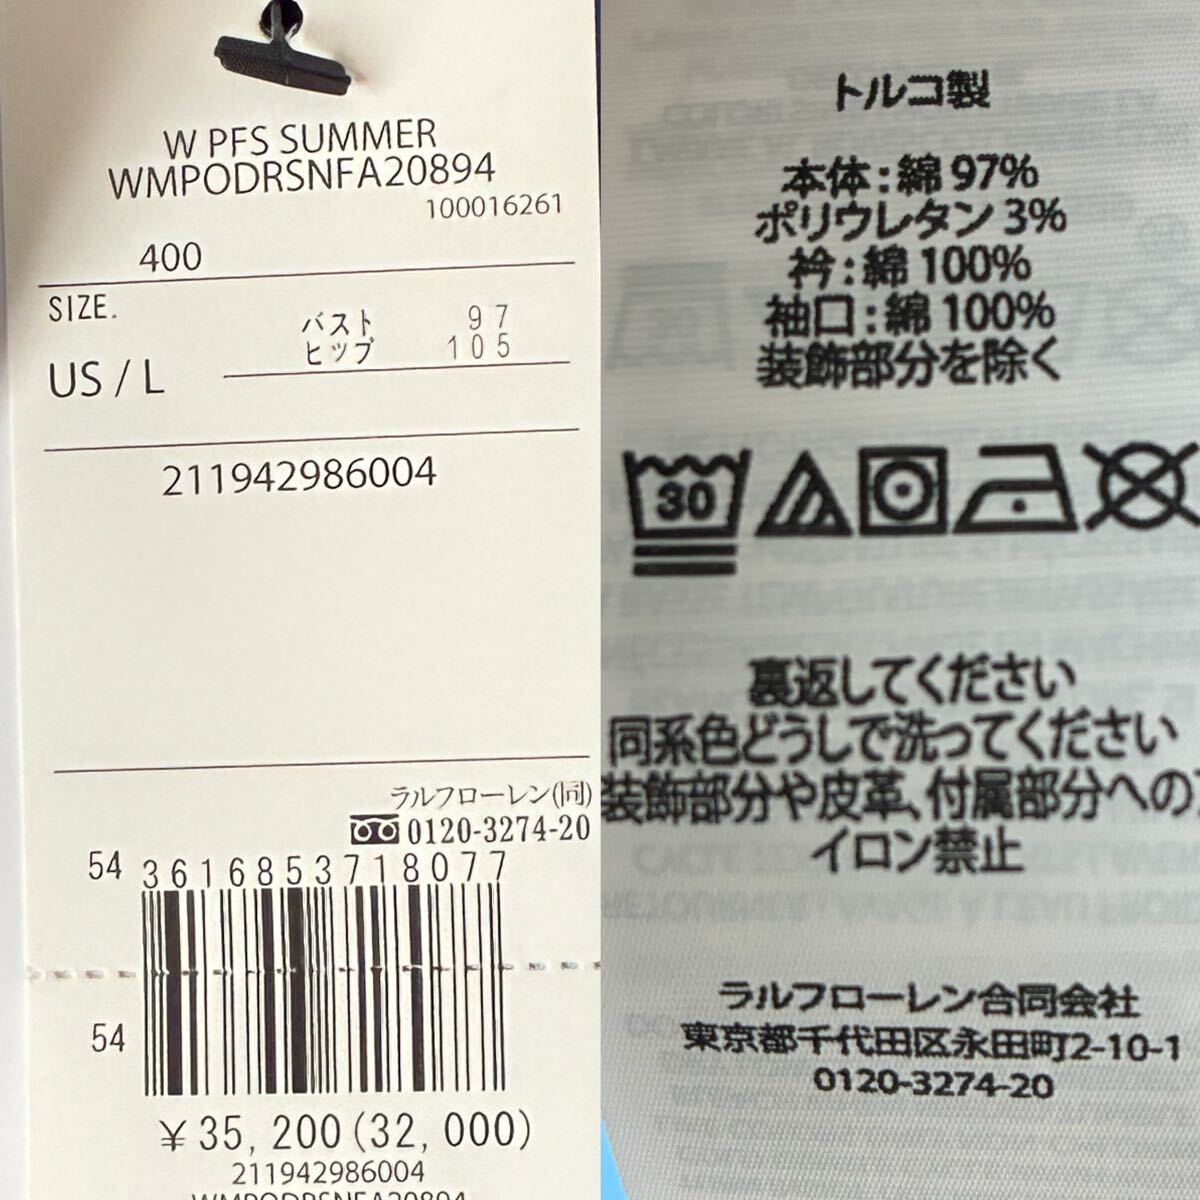 W PFS SUMMER
WMPODRSNFA20894
100016261
400
SIZE.
バスト 97
ヒップ 105
US / L
211942986004
ラルフローレン(同)
0120-3274-20
54
3616853718077
54
¥ 35, 200 (32, 000)
211942986004
WMPODRSNFA20894
トルコ製
本体:綿 97%
ポリウレタン 3%
衿:綿 100%
袖口:綿 100%
装飾部分を除く
30
裏返してください
同系色どうしで洗ってください
装飾部分や皮革、付属部分への
イロン禁止
ラルフローレン合同会社
東京都千代田区永田町2-10-1
0120-3274-20